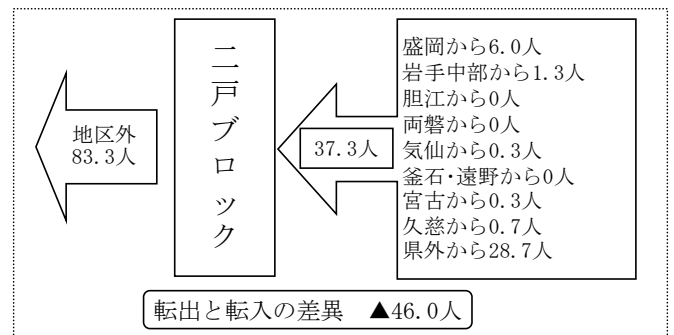 地区外
83.3人
二戸ブロック
37.3人
盛岡から6.0人
岩手中部から1.3人
胆江から0人
両磐から0人
気仙から0.3人
釜石・遠野から0人
宮古から0.3人
久慈から0.7人
県外から28.7人
転出と転入の差異　▲46.0人